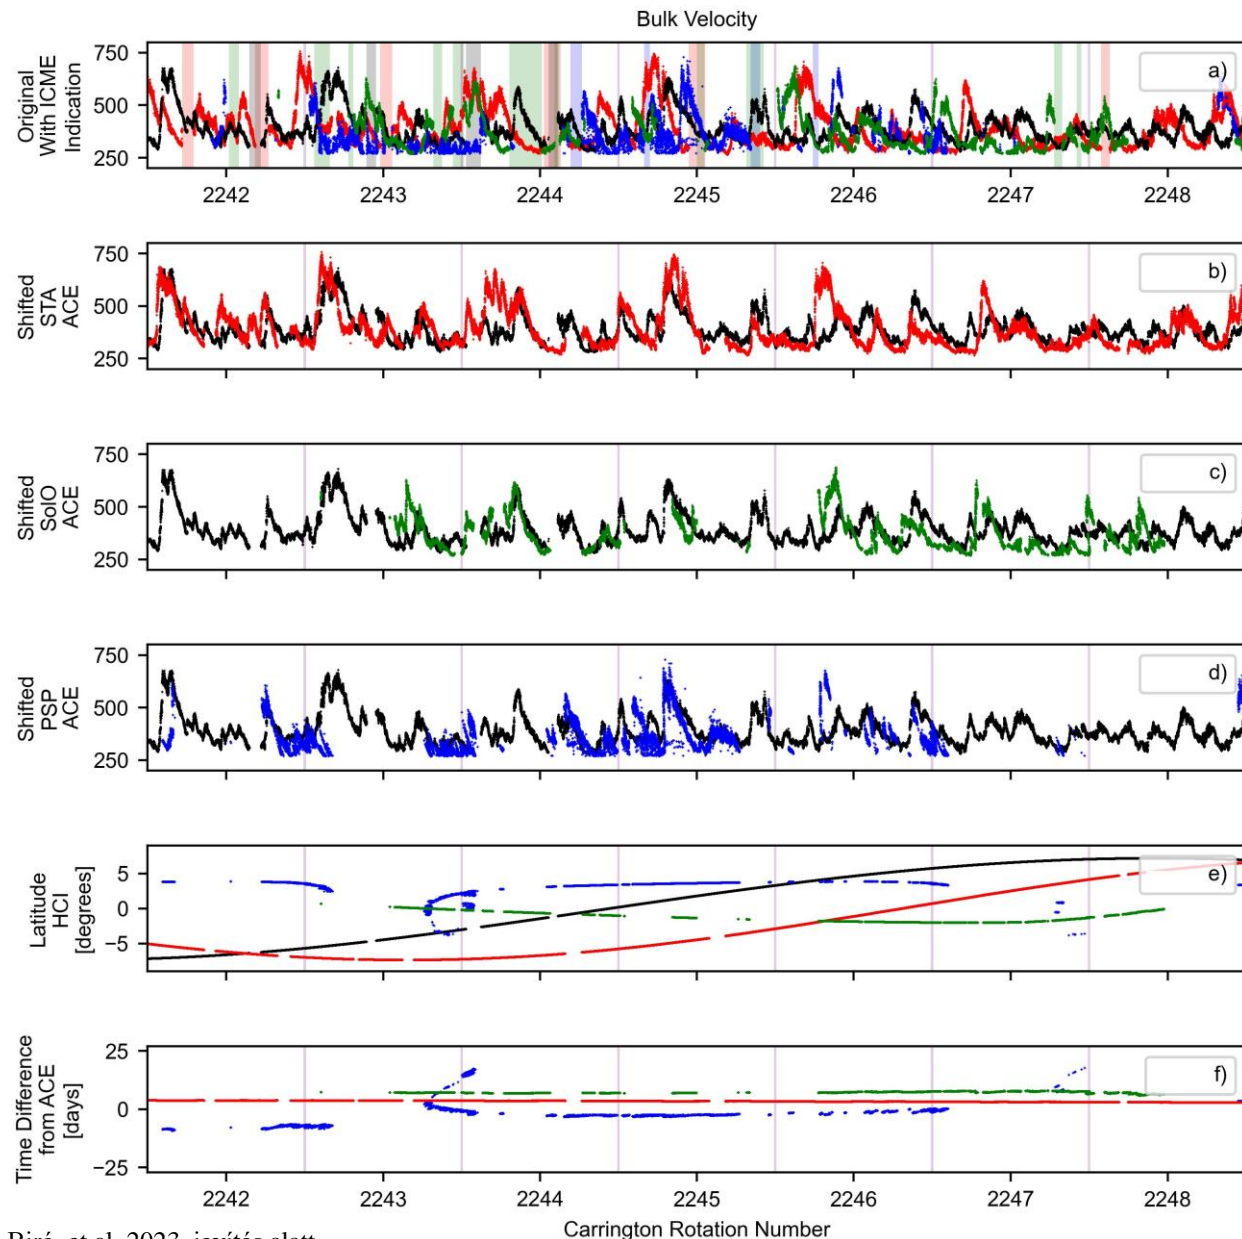 Bulk Velocity
Original
With ICME
Indication
750
500
250
a)
2242 2243 2244 2245 2246 2247 2248
Shifted
STA
ACE
750
500
250
b)
Shifted
SolO
ACE
750
500
250
c)
Shifted
PSP
ACE
750
500
250
d)
Latitude
HCI
[degrees]
5
0
−5
e)
Time Difference
from ACE
[days]
25
0
−25
f)
2242 2243 2244 2245 2246 2247 2248
Carrington Rotation Number
et al. 2023